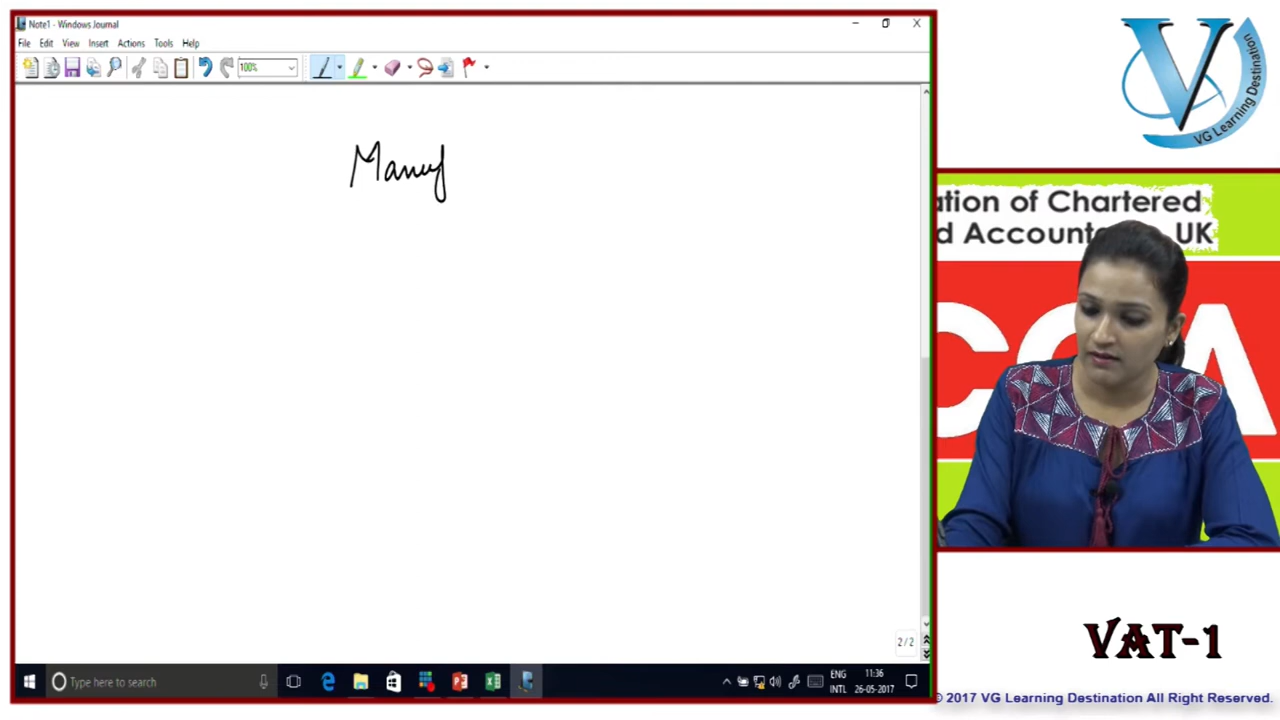 Note1 - Windows Journal
File Edit View Insert Actions Tools Help
100%
Manuf
2 / 2
Type here to search
ENG
INTL
11:36
26-05-2017
V
VG Learning Destination
ation of Chartered
d Accounta UK
CCA
VAT-1
© 2017 VG Learning Destination All Right Reserved.